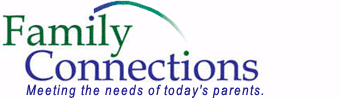 Family
Connections
Meeting the needs of today's parents.